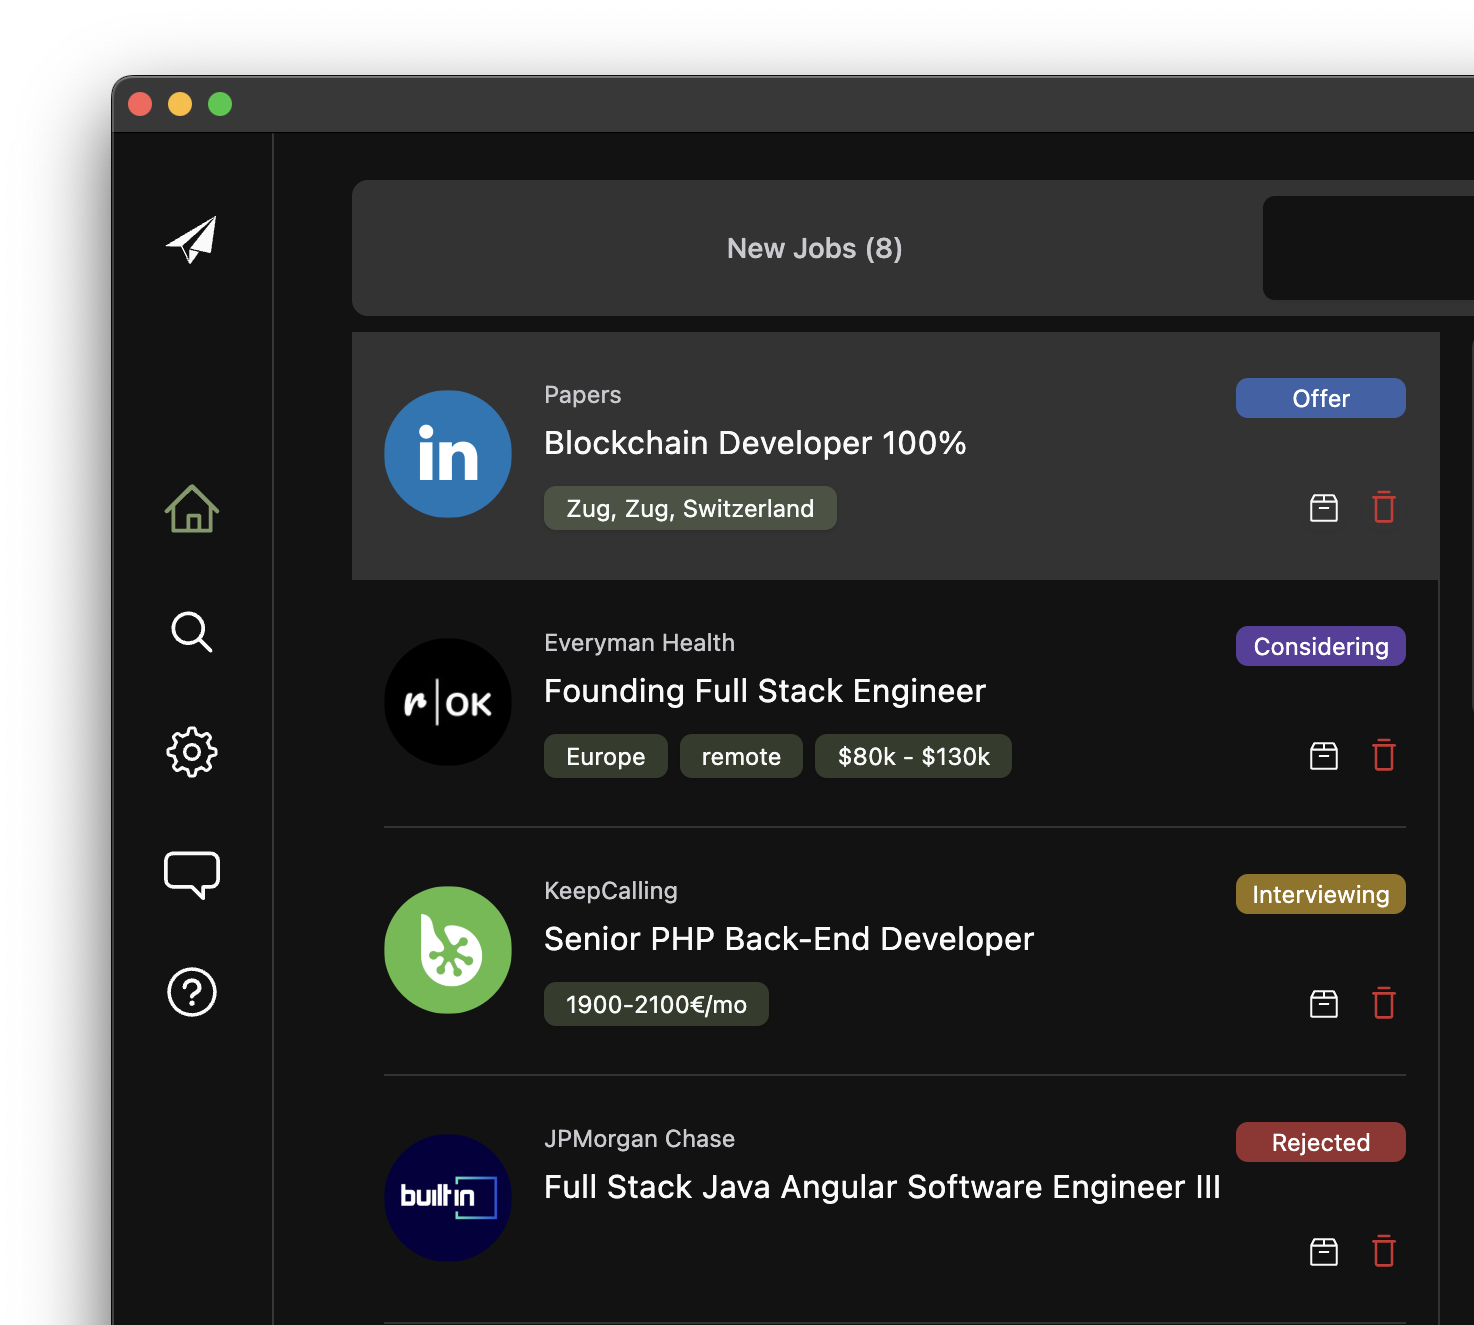 New Jobs (8)
in
Papers
Offer
Blockchain Developer 100%
Zug, Zug, Switzerland
Everyman Health
Considering
r|OK
Founding Full Stack Engineer
Europe
remote
$80k - $130k
KeepCalling
Interviewing
Senior PHP Back-End Developer
1900-2100€/mo
JPMorgan Chase
Rejected
builtin
Full Stack Java Angular Software Engineer III